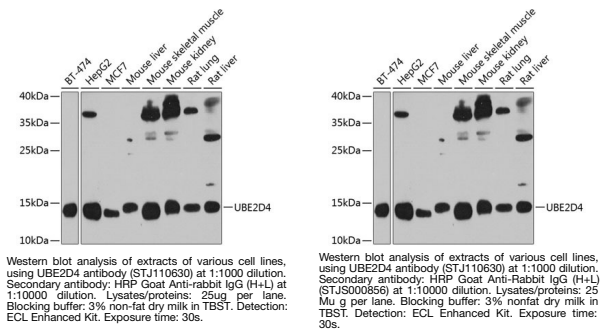 BT-474
HepG2
MCF7
Mouse liver
Mouse skeletal muscle
Mouse kidney
Rat lung
Rat liver
40kDa
35kDa
25kDa
15kDa
UBE2D4
10kDa
Western blot analysis of extracts of various cell lines,
using UBE2D4 antibody (STJ110630) at 1:1000 dilution.
Secondary antibody: HRP Goat Anti-rabbit IgG (H+L) at
1:10000 dilution. Lysates/proteins: 25ug per lane.
Blocking buffer: 3% non-fat dry milk in TBST. Detection:
ECL Enhanced Kit. Exposure time: 30s.
BT-474
HepG2
MCF7
Mouse liver
Mouse skeletal muscle
Mouse kidney
Rat lung
Rat liver
40kDa
35kDa
25kDa
15kDa
UBE2D4
10kDa
Western blot analysis of extracts of various cell lines,
using UBE2D4 antibody (STJ110630) at 1:1000 dilution.
Secondary antibody: HRP Goat Anti-Rabbit IgG (H+L)
(STJS000856) at 1:10000 dilution. Lysates/proteins: 25
Mu g per lane. Blocking buffer: 3% nonfat dry milk in
TBST. Detection: ECL Enhanced Kit. Exposure time:
30s.